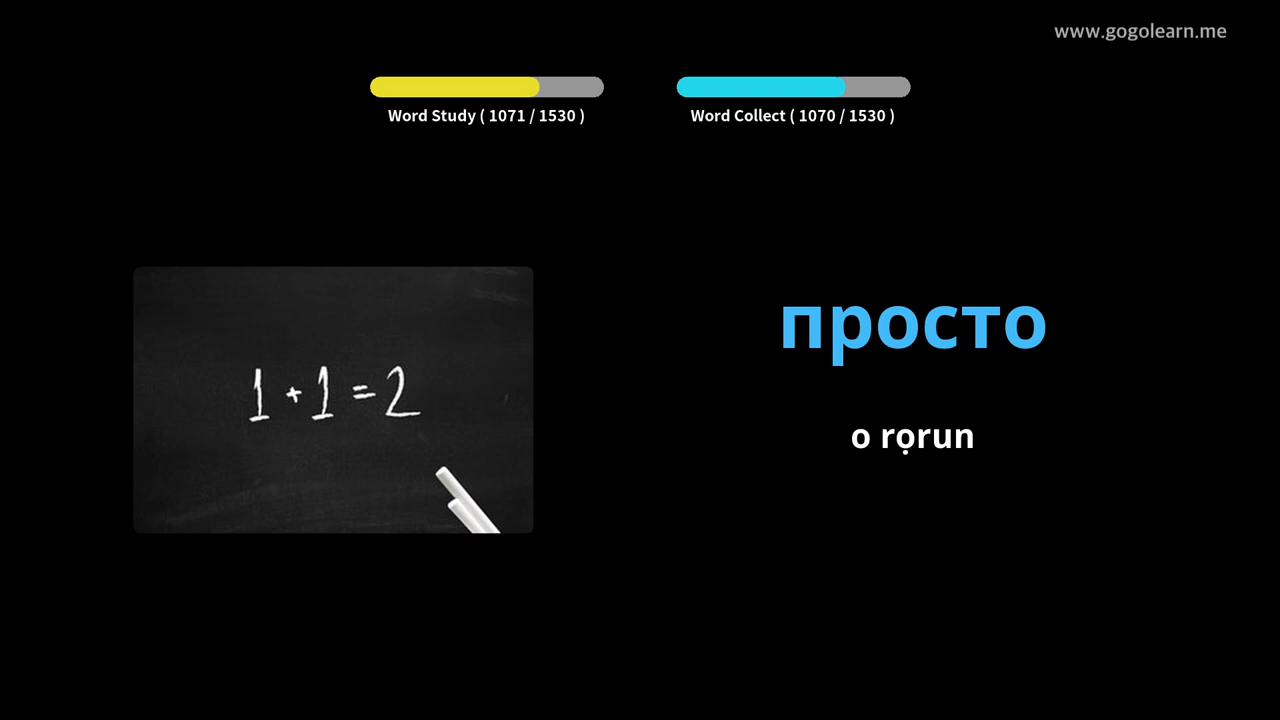 www.gogolearn.me
Word Study ( 1071 / 1530 )
Word Collect ( 1070 / 1530 )
1 + 1 = 2
просто
o rọrun